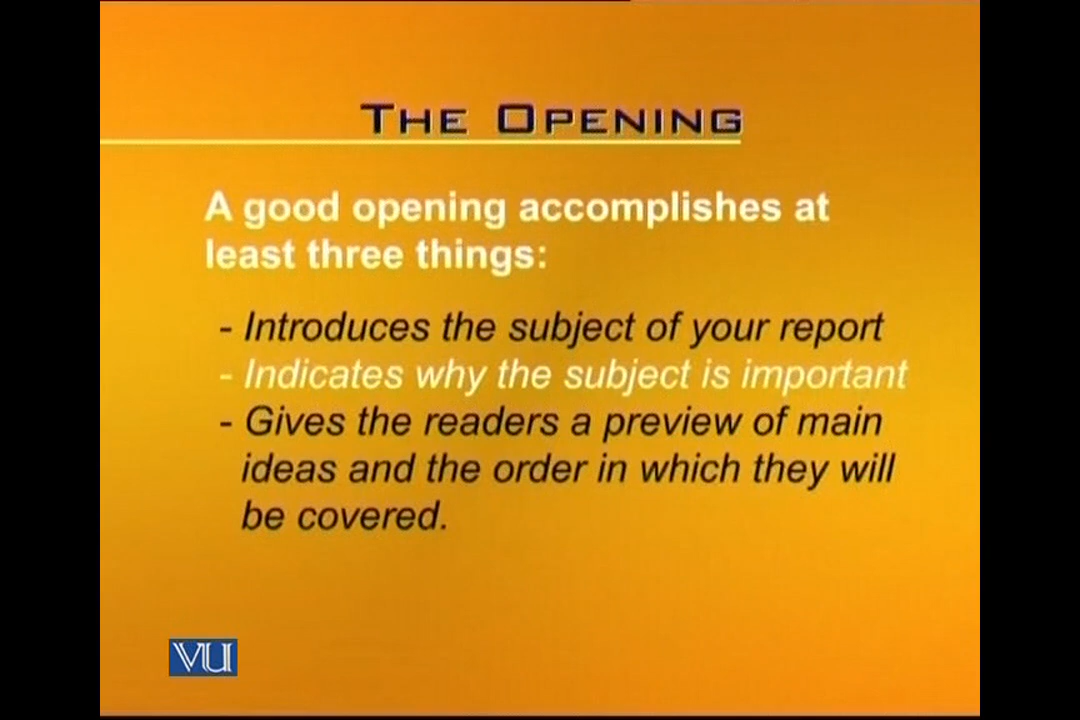 THE OPENING
A good opening accomplishes at
least three things:
- Introduces the subject of your report
- Indicates why the subject is important
- Gives the readers a preview of main
ideas and the order in which they will
be covered.
VU